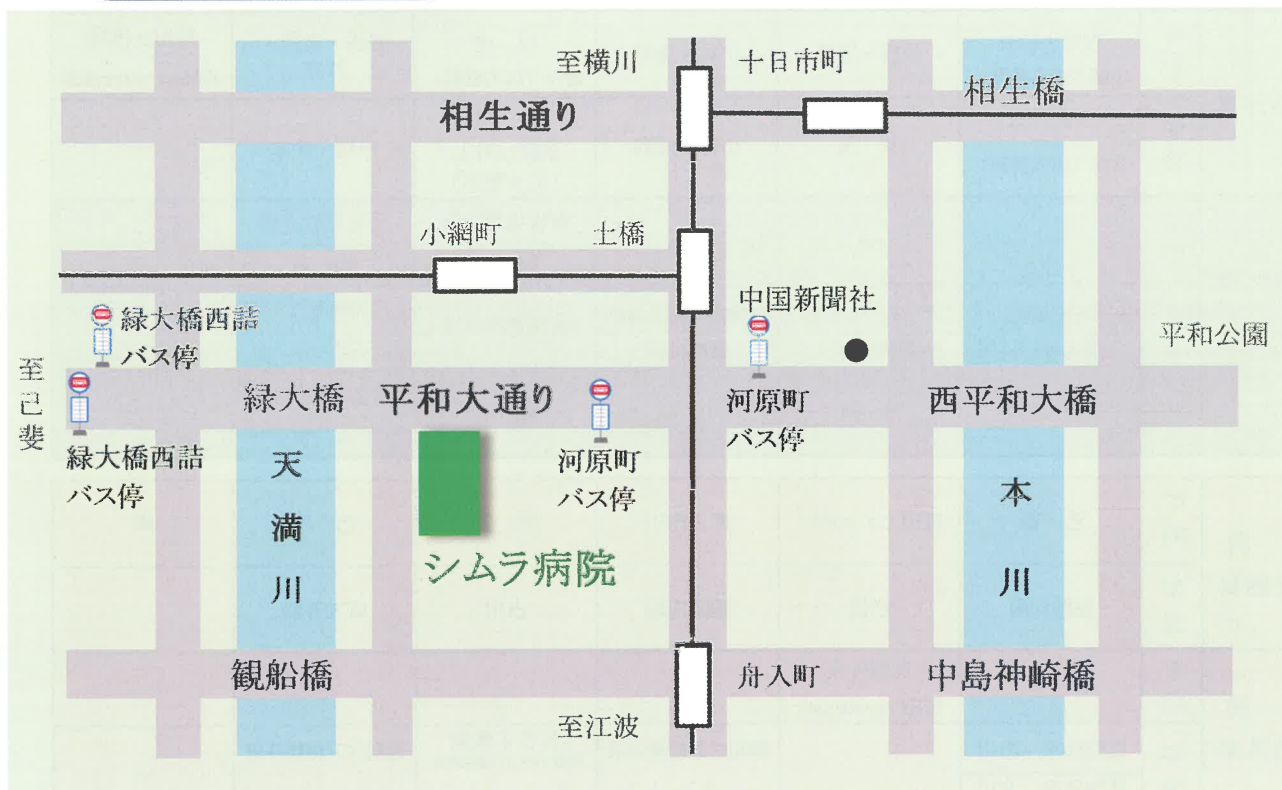 至横川
十日市町
相生橋
相生通り
小網町
土橋
中国新聞社
緑大橋西詰
バス停
平和公園
至己斐
緑大橋
平和大通り
河原町
バス停
西平和大橋
緑大橋西詰
バス停
河原町
バス停
天満川
本川
シムラ病院
観船橋
舟入町
中島神崎橋
至江波